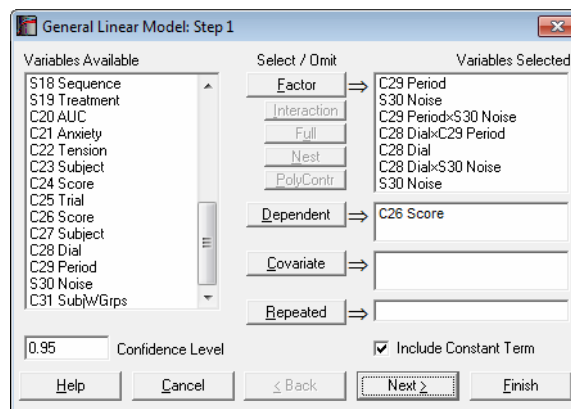 General Linear Model: Step 1
Variables Available
Select / Omit
Variables Selected
S18 Sequence
S19 Treatment
C20 AUC
C21 Anxiety
C22 Tension
C23 Subject
C24 Score
C25 Trial
C26 Score
C27 Subject
C28 Dial
C29 Period
S30 Noise
C31 SubjWGrps
Factor
Interaction
Full
Nest
PolyContr
Dependent
Covariate
Repeated
C29 Period
S30 Noise
C29 Period×S30 Noise
C28 Dial×C29 Period
C28 Dial
C28 Dial×S30 Noise
S30 Noise
C26 Score
0.95 Confidence Level
Include Constant Term
Help Cancel < Back Next > Finish